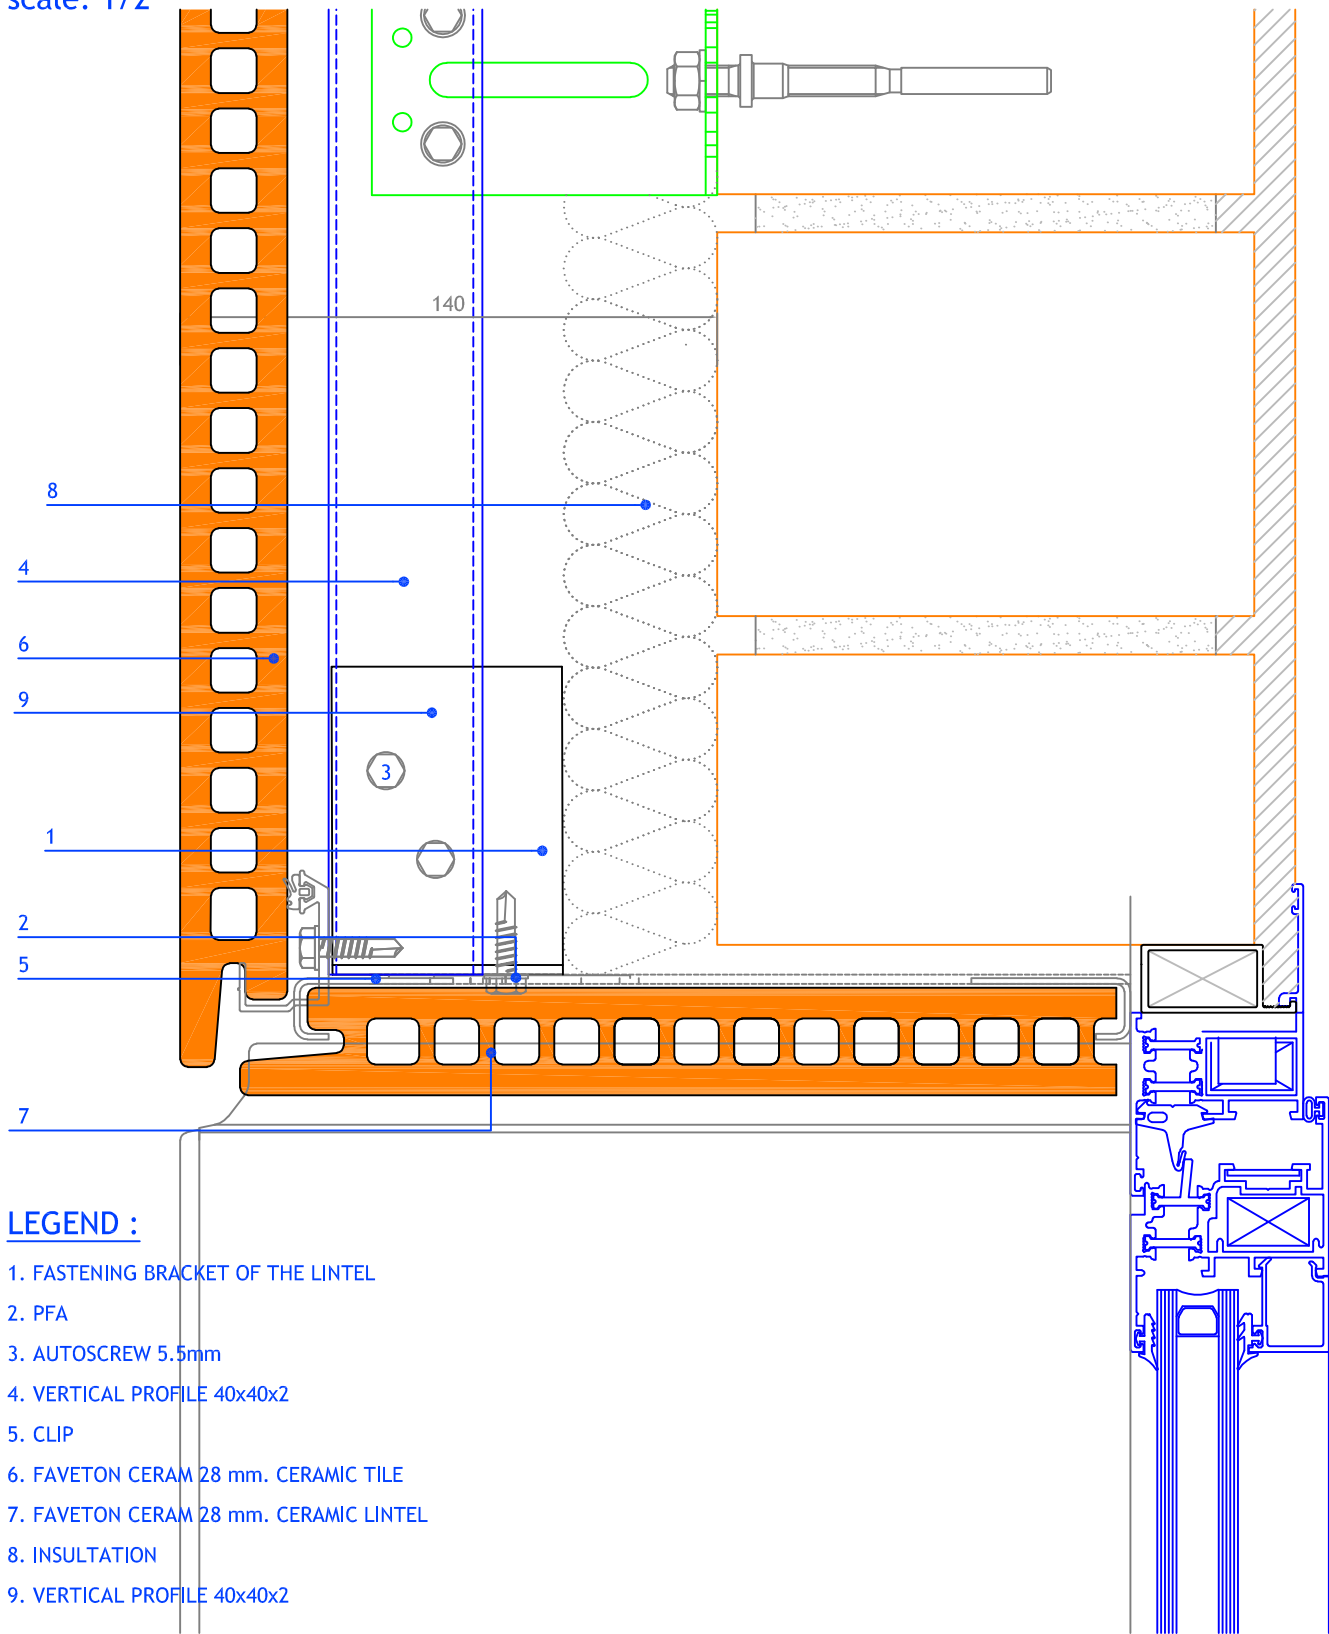 scale: 1/2
140
8
4
6
9
3
1
2
5
7
LEGEND :
1. FASTENING BRACKET OF THE LINTEL
2. PFA
3. AUTOSCREW 5.5mm
4. VERTICAL PROFILE 40x40x2
5. CLIP
6. FAVETON CERAM 28 mm. CERAMIC TILE
7. FAVETON CERAM 28 mm. CERAMIC LINTEL
8. INSULTATION
9. VERTICAL PROFILE 40x40x2